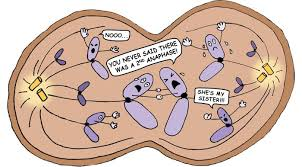 NOOO...
YOU NEVER SAID THERE
WAS A 2ND ANAPHASE!
SHE'S MY
SISTER!!!